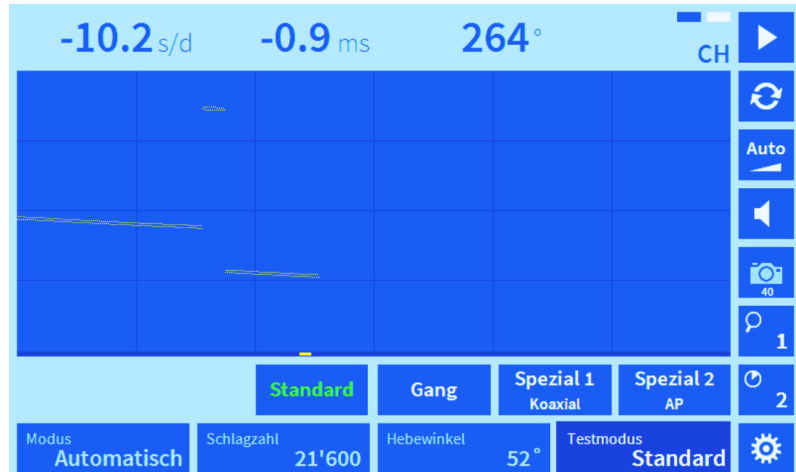 -10.2 s/d -0.9 ms 264°
CH
Auto
40
1
Standard Gang Spezial 1 Spezial 2
Koaxial AP
2
Modus Schlagzahl Hebewinkel Testmodus
Automatisch 21'600 52° Standard